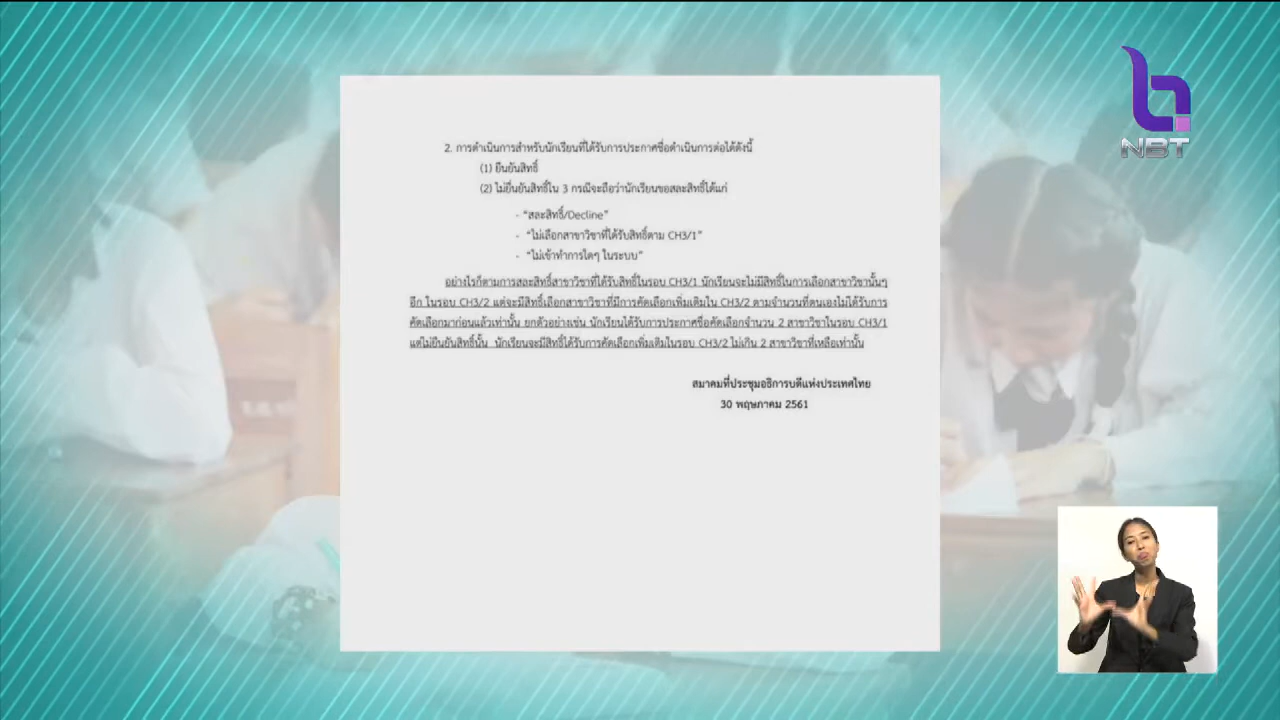 NBT
2. การดำเนินการสำหรับนักเรียนที่ได้รับการประกาศชื่อดำเนินการต่อได้ดังนี้
(1) ยืนยันสิทธิ์
(2) ไม่ยืนยันสิทธิ์ใน 3 กรณีจะถือว่านักเรียนขอสละสิทธิ์ได้แก่
- “สละสิทธิ์/Decline”
- “ไม่เลือกสาขาวิชาที่ได้รับสิทธิ์ตาม CH3/1”
- “ไม่เข้าทำการใดๆ ในระบบ”
อย่างไรก็ตามการสละสิทธิ์สาขาวิชาที่ได้รับสิทธิ์ในรอบ CH3/1 นักเรียนจะไม่มีสิทธิ์ในการเลือกสาขาวิชานั้นๆ
อีก ในรอบ CH3/2 แต่จะมีสิทธิ์เลือกสาขาวิชาที่มีการคัดเลือกเพิ่มเติมใน CH3/2 ตามจำนวนที่ตนเองไม่ได้รับการ
คัดเลือกมาก่อนแล้วเท่านั้น ยกตัวอย่างเช่น นักเรียนได้รับการประกาศชื่อคัดเลือกจำนวน 2 สาขาวิชาในรอบ CH3/1
แต่ไม่ยืนยันสิทธิ์นั้น นักเรียนจะมีสิทธิ์ได้รับการคัดเลือกเพิ่มเติมในรอบ CH3/2 ไม่เกิน 2 สาขาวิชาที่เหลือเท่านั้น
สมาคมที่ประชุมอธิการบดีแห่งประเทศไทย
30 พฤษภาคม 2561